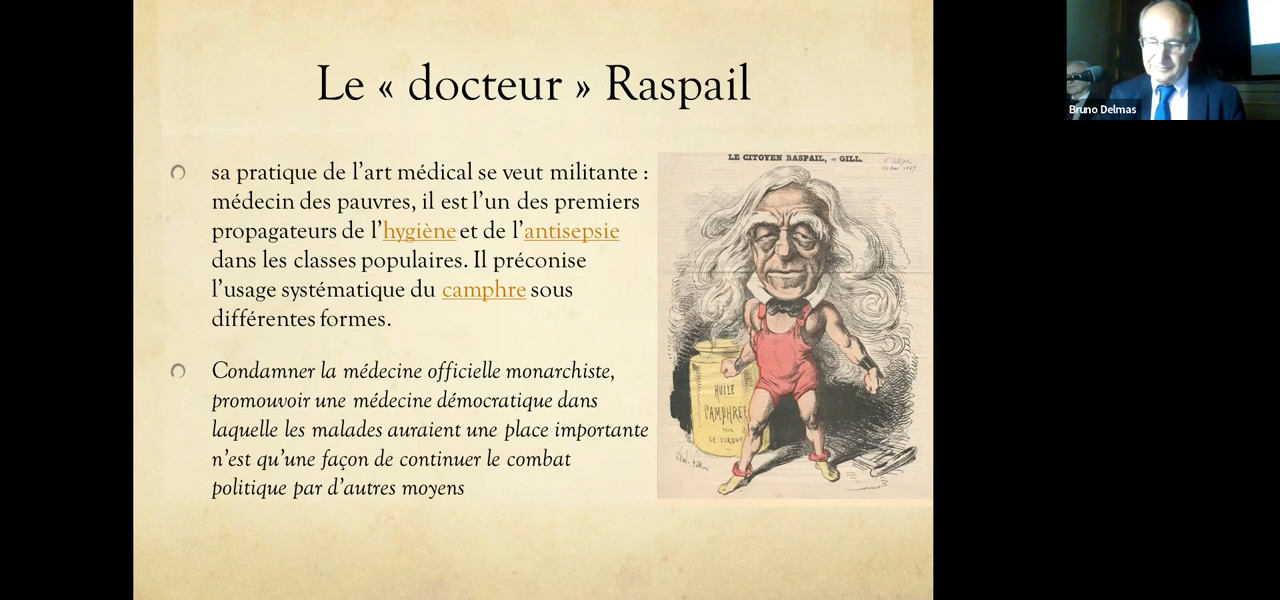 Le « docteur » Raspail
sa pratique de l’art médical se veut militante :
médecin des pauvres, il est l’un des premiers
propagateurs de l’hygiène et de l’antisepsie
dans les classes populaires. Il préconise
l’usage systématique du camphre sous
différentes formes.
Condamner la médecine officielle monarchiste,
promouvoir une médecine démocratique dans
laquelle les malades auraient une place importante
n’est qu’une façon de continuer le combat
politique par d’autres moyens
LE CITOYEN RASPAIL, – GILL.
HUILE
CAMPHRÉE
LE CIRQUE
Bruno Delmas